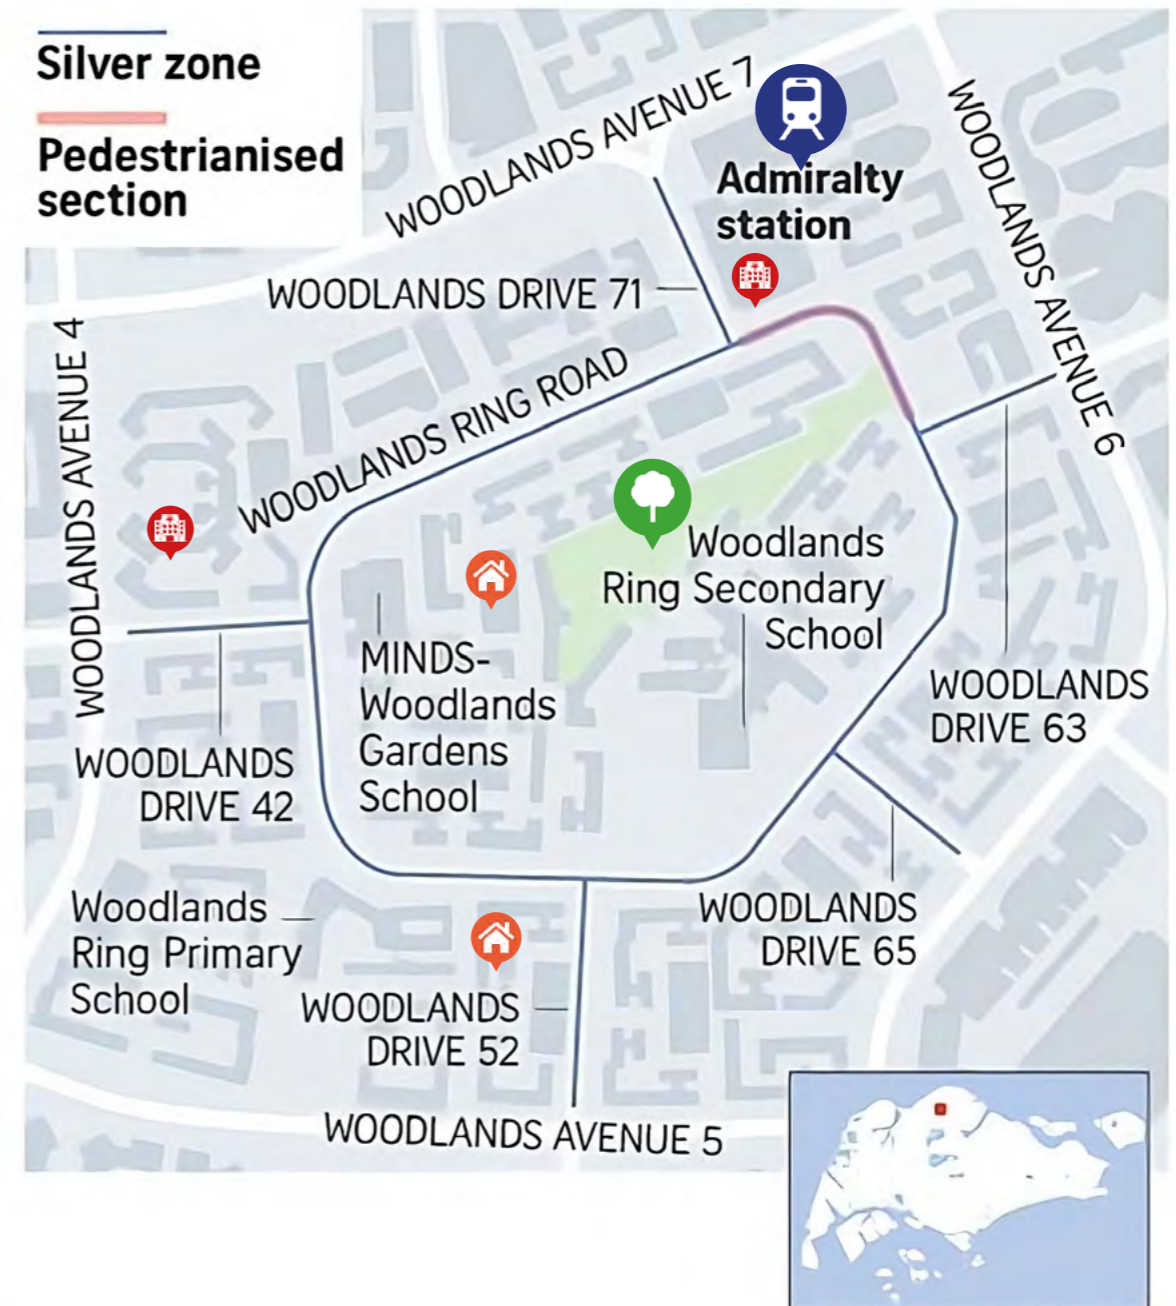 Silver zone
Pedestrianised
section
WOODLANDS AVENUE 7
Admiralty
station
WOODLANDS AVENUE 6
WOODLANDS DRIVE 71
WOODLANDS AVENUE 4
WOODLANDS RING ROAD
Woodlands
Ring Secondary
School
MINDS-
Woodlands
Gardens
School
WOODLANDS
DRIVE 63
WOODLANDS
DRIVE 42
Woodlands
Ring Primary
School
WOODLANDS
DRIVE 65
WOODLANDS
DRIVE 52
WOODLANDS AVENUE 5